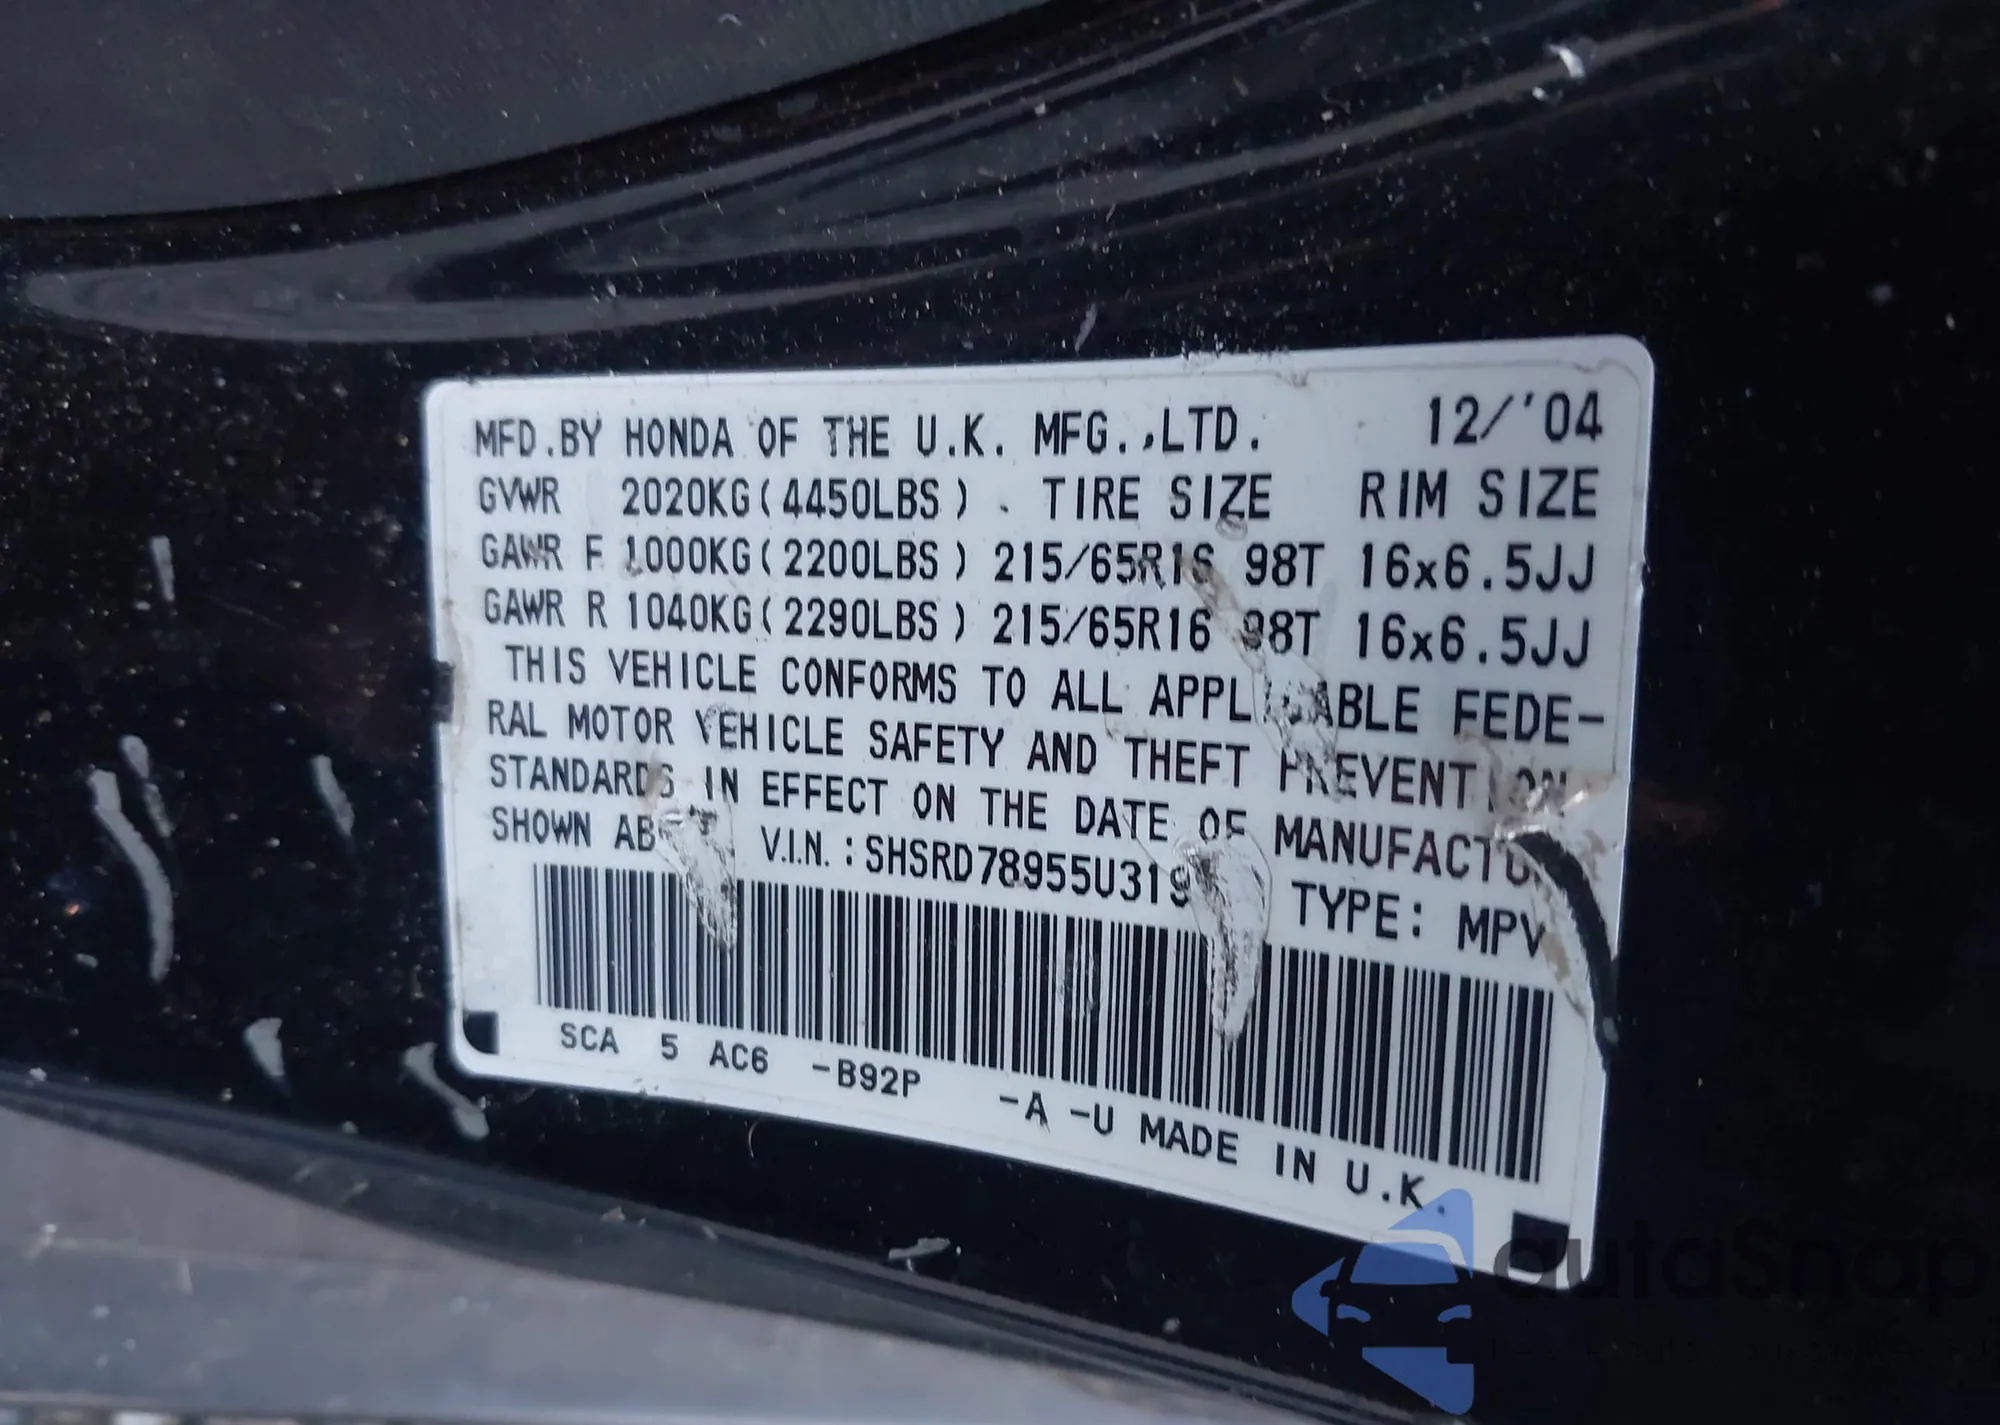 MFD.BY HONDA OF THE U.K. MFG.,LTD. 12/'04
GVWR 2020KG(4450LBS) TIRE SIZE RIM SIZE
GAWR F 1000KG(2200LBS) 215/65R16 98T 16x6.5JJ
GAWR R 1040KG(2290LBS) 215/65R16 98T 16x6.5JJ
THIS VEHICLE CONFORMS TO ALL APPLICABLE FEDE-
RAL MOTOR VEHICLE SAFETY AND THEFT PREVENTION
STANDARDS IN EFFECT ON THE DATE OF
SHOWN V.I.N.: TYPE: MPV
SCA 5 AC6 -B92P -A -U MADE IN U.K.
autaSnap